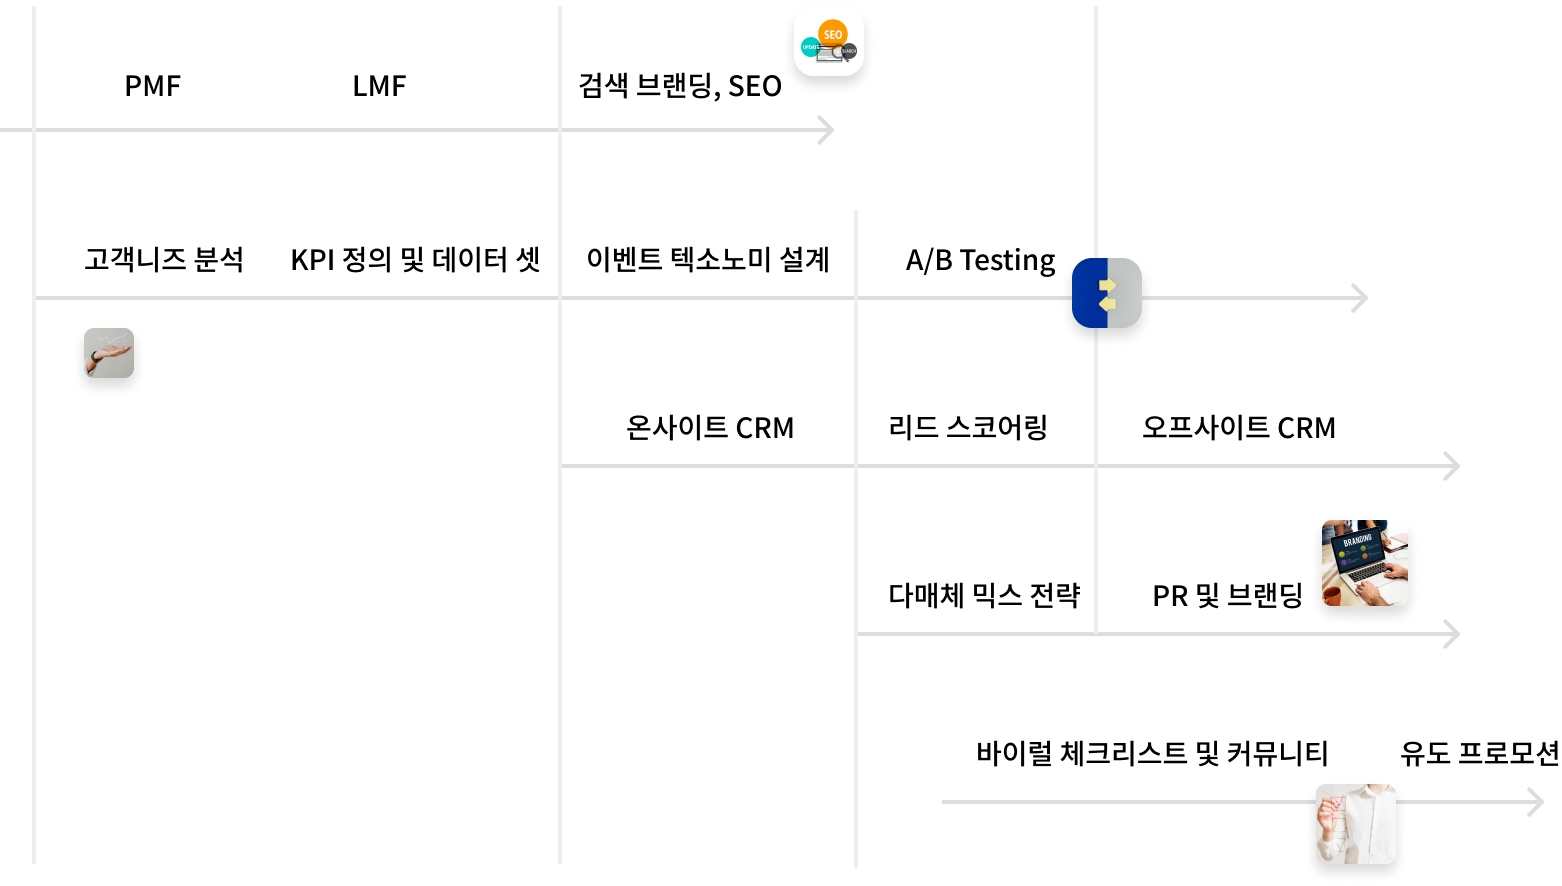 PMF
LMF
검색 브랜딩, SEO
SEO
UPDATE
SEARCH
고객니즈 분석
KPI 정의 및 데이터 셋
이벤트 텍소노미 설계
A/B Testing
온사이트 CRM
리드 스코어링
오프사이트 CRM
다매체 믹스 전략
PR 및 브랜딩
BRANDING
바이럴 체크리스트 및 커뮤니티
유도 프로모션